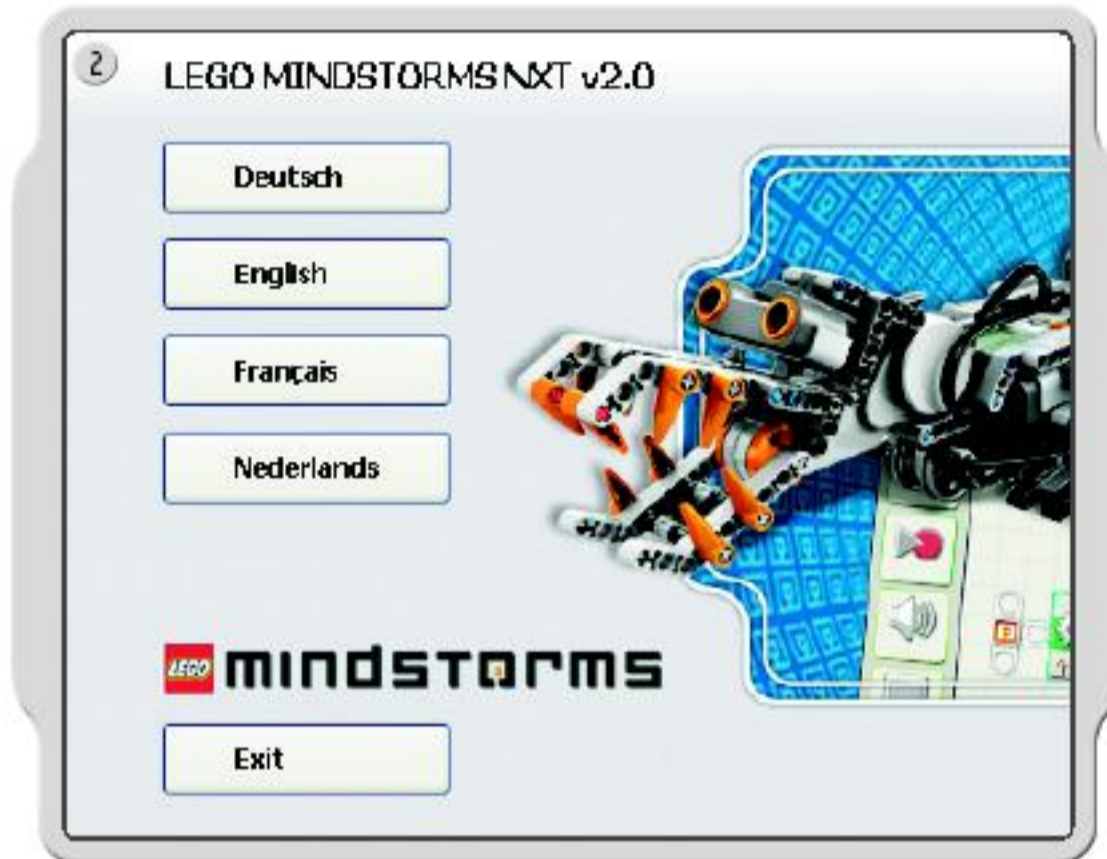 2
LEGO MINDSTORMS NXT v2.0
Deutsch
English
Français
Nederlands
LEGO mindstorms
Exit